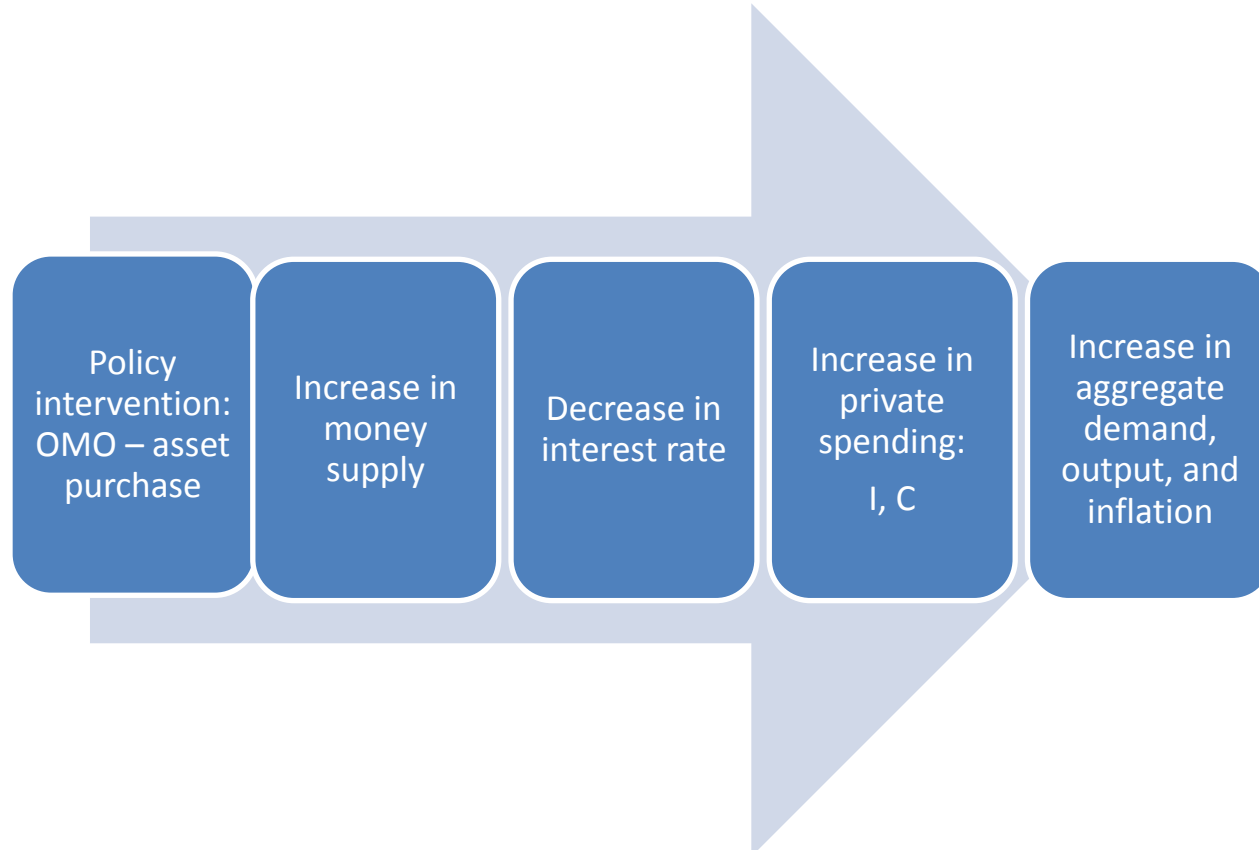 Policy
intervention:
OMO – asset
purchase
Increase in
money
supply
Decrease in
interest rate
Increase in
private
spending:
I, C
Increase in
aggregate
demand,
output, and
inflation